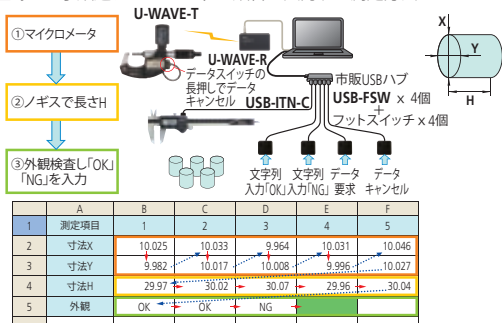 U-WAVE-T
①マイクロメータ
U-WAVE-R
データスイッチの
長押しでデータ
キャンセル
USB-ITN-C
市販USBハブ
USB-FSW x 4個
+
フットスイッチx4個
X
Y
H
②ノギスで長さH
③外観検査し「OK」
「NG」を入力
文字列 文字列 データ データ
入力「OK」 入力「NG」 要求 キャンセル
A B C D E F
1 測定項目 1 2 3 4 5
2 寸法X 10.025 10.033 9.964 10.031 10.046
3 寸法Y 9.982 10.017 10.008 9.996 10.027
4 寸法H 29.97 30.02 30.07 29.96 30.04
5 外観 OK OK NG